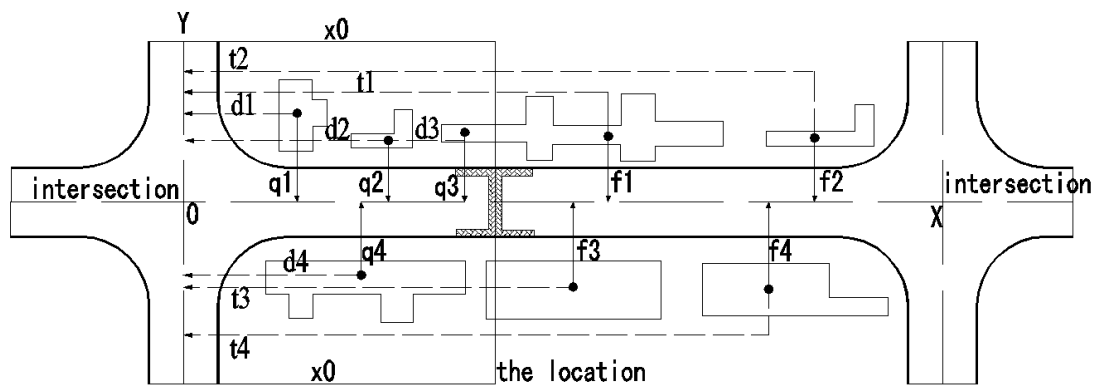 Y
x0
t2
t1
d1
d2
d3
q1
q2
q3
f1
f2
intersection
intersection
0
X
q4
f3
f4
d4
t3
t4
x0
the location